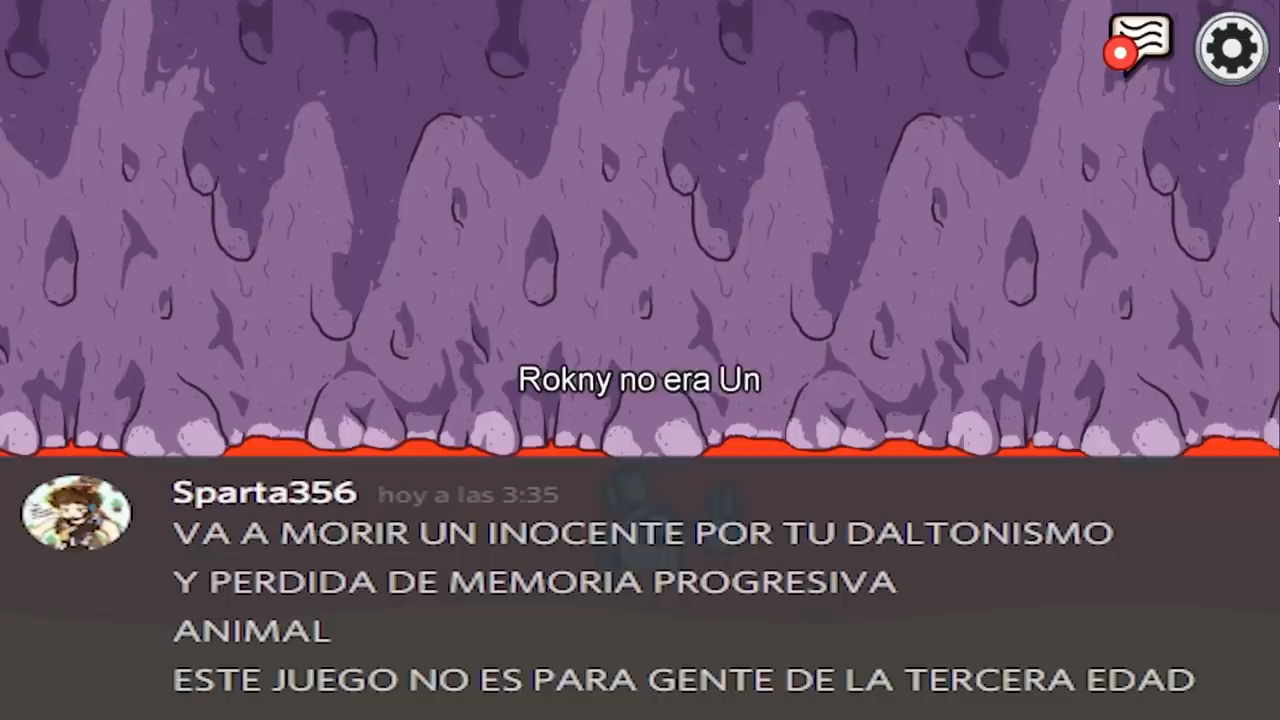 Rokny no era Un
Sparta356 hoy a las 3:35
VA A MORIR UN INOCENTE POR TU DALTONISMO
Y PERDIDA DE MEMORIA PROGRESIVA
ANIMAL
ESTE JUEGO NO ES PARA GENTE DE LA TERCERA EDAD